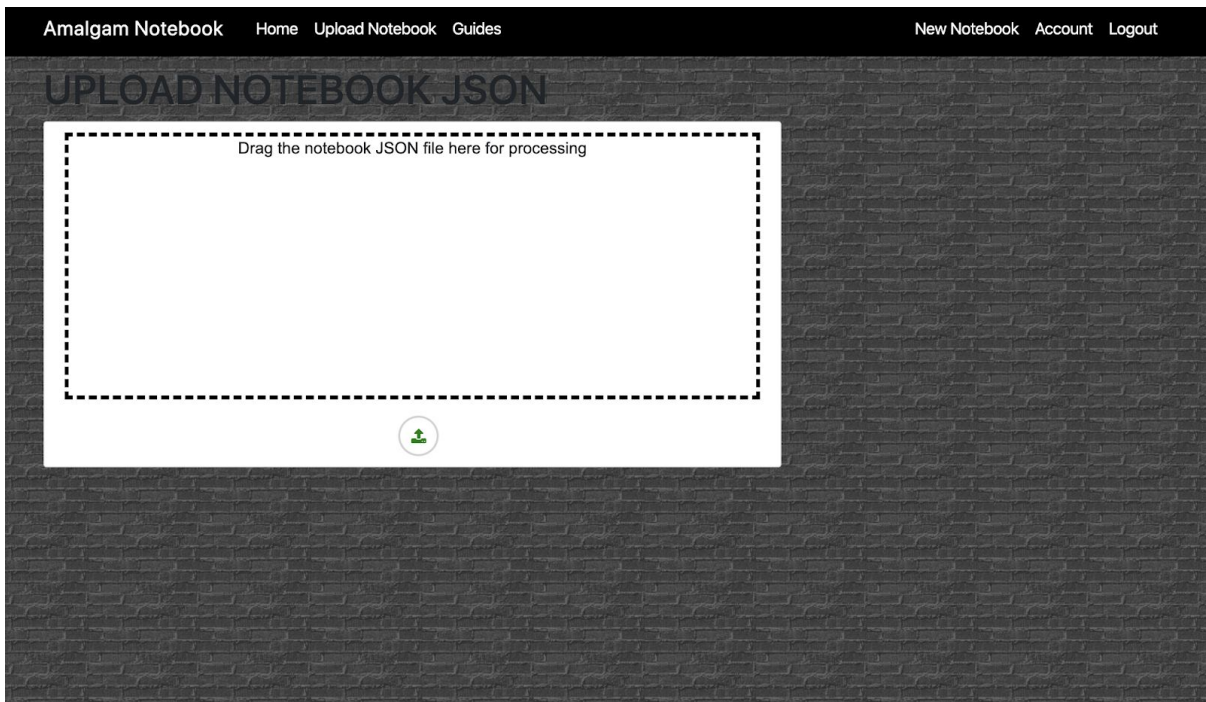 Amalgam Notebook Home Upload Notebook Guides New Notebook Account Logout
UPLOAD NOTEBOOK JSON
Drag the notebook JSON file here for processing